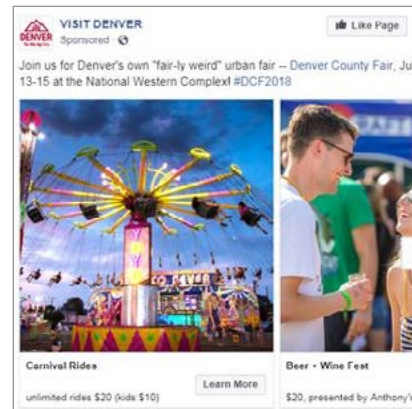 DENVER
VISIT DENVER
Sponsored
Like Page
Join us for Denver's own "fair-ly weird" urban fair -- Denver County Fair, Ju
13-15 at the National Western Complex! #DCF2018
YOYO
Carnival Rides
unlimited rides $20 (kids $10)
Learn More
Beer + Wine Fest
$20, presented by Anthony's